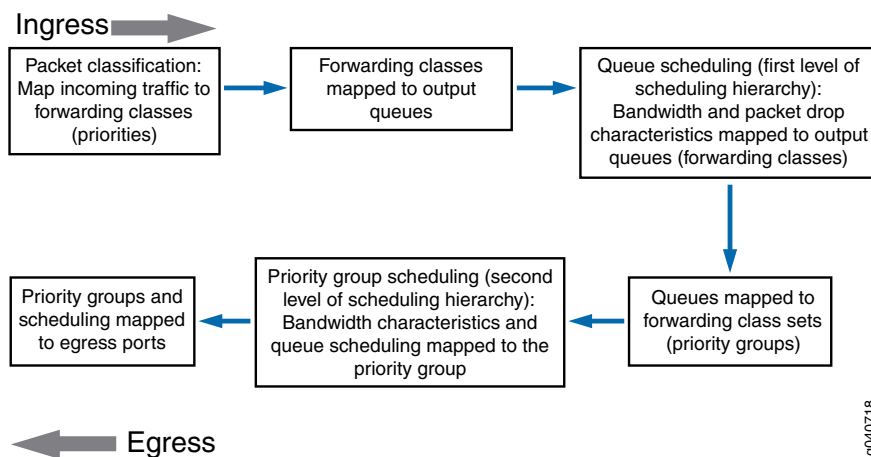 Ingress
Packet classification:
Map incoming traffic to
forwarding classes
(priorities)
Forwarding classes
mapped to output
queues
Queue scheduling (first level of
scheduling hierarchy):
Bandwidth and packet drop
characteristics mapped to output
queues (forwarding classes)
Queues mapped to
forwarding class sets
(priority groups)
Priority group scheduling (second
level of scheduling hierarchy):
Bandwidth characteristics and
queue scheduling mapped to the
priority group
Priority groups and
scheduling mapped
to egress ports
Egress
g040718